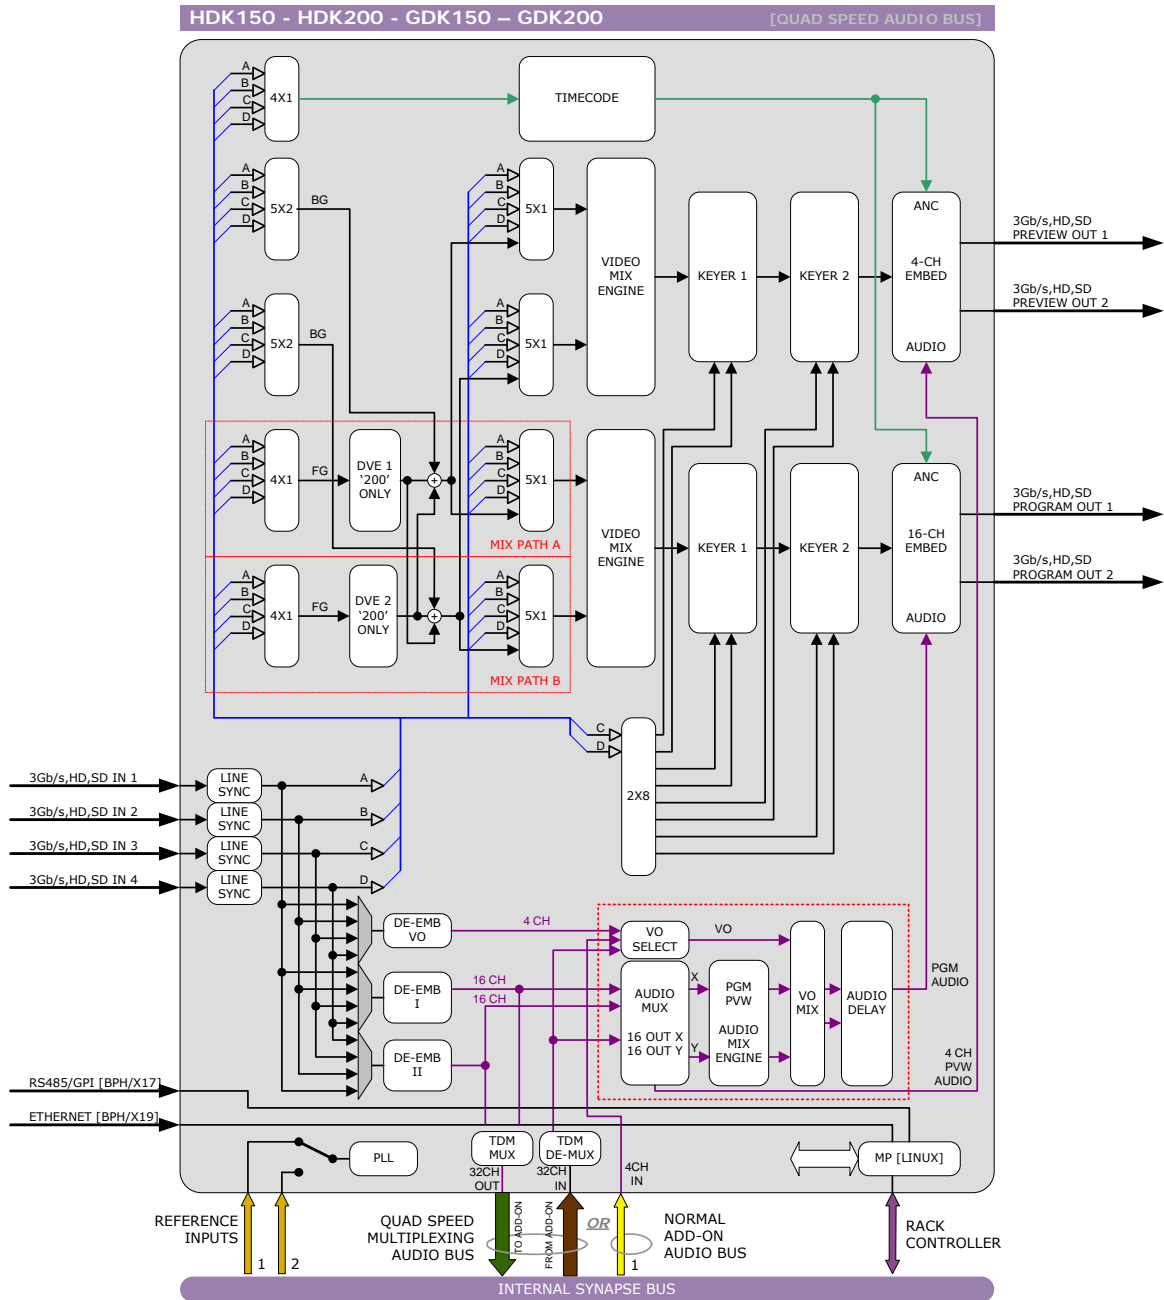 HDK150 - HDK200 - GDK150 – GDK200 [QUAD SPEED AUDIO BUS]
A
B
C
D
4X1
TIMECODE
A
B
C
D
5X2
BG
A
B
C
D
5X1
VIDEO
MIX
ENGINE
KEYER 1
KEYER 2
ANC
4-CH
EMBED
AUDIO
3Gb/s,HD,SD
PREVIEW OUT 1
3Gb/s,HD,SD
PREVIEW OUT 2
A
B
C
D
5X2
BG
A
B
C
D
5X1
A
B
C
D
4X1
FG
DVE 1
‘200’
ONLY
+
A
B
C
D
5X1
MIX PATH A
VIDEO
MIX
ENGINE
KEYER 1
KEYER 2
ANC
16-CH
EMBED
AUDIO
3Gb/s,HD,SD
PROGRAM OUT 1
3Gb/s,HD,SD
PROGRAM OUT 2
A
B
C
D
4X1
FG
DVE 2
‘200’
ONLY
+
A
B
C
D
5X1
MIX PATH B
C
D
2X8
3Gb/s,HD,SD IN 1
LINE
SYNC
A
3Gb/s,HD,SD IN 2
LINE
SYNC
B
3Gb/s,HD,SD IN 3
LINE
SYNC
C
3Gb/s,HD,SD IN 4
LINE
SYNC
D
DE-EMB
VO
4 CH
VO
SELECT
VO
DE-EMB
I
16 CH
16 CH
DE-EMB
II
AUDIO
MUX
16 OUT X
16 OUT Y
X
Y
PGM
PVW
AUDIO
MIX
ENGINE
VO
MIX
AUDIO
DELAY
PGM
AUDIO
4 CH
PVW
AUDIO
RS485/GPI [BPH/X17]
ETHERNET [BPH/X19]
PLL
TDM
MUX
TDM
DE-MUX
32CH
OUT
32CH
IN
4CH
IN
MP [LINUX]
REFERENCE
INPUTS
1
2
QUAD SPEED
MULTIPLEXING
AUDIO BUS
TO ADD-ON
FROM ADD-ON
OR
1
NORMAL
ADD-ON
AUDIO BUS
RACK
CONTROLLER
INTERNAL SYNAPSE BUS